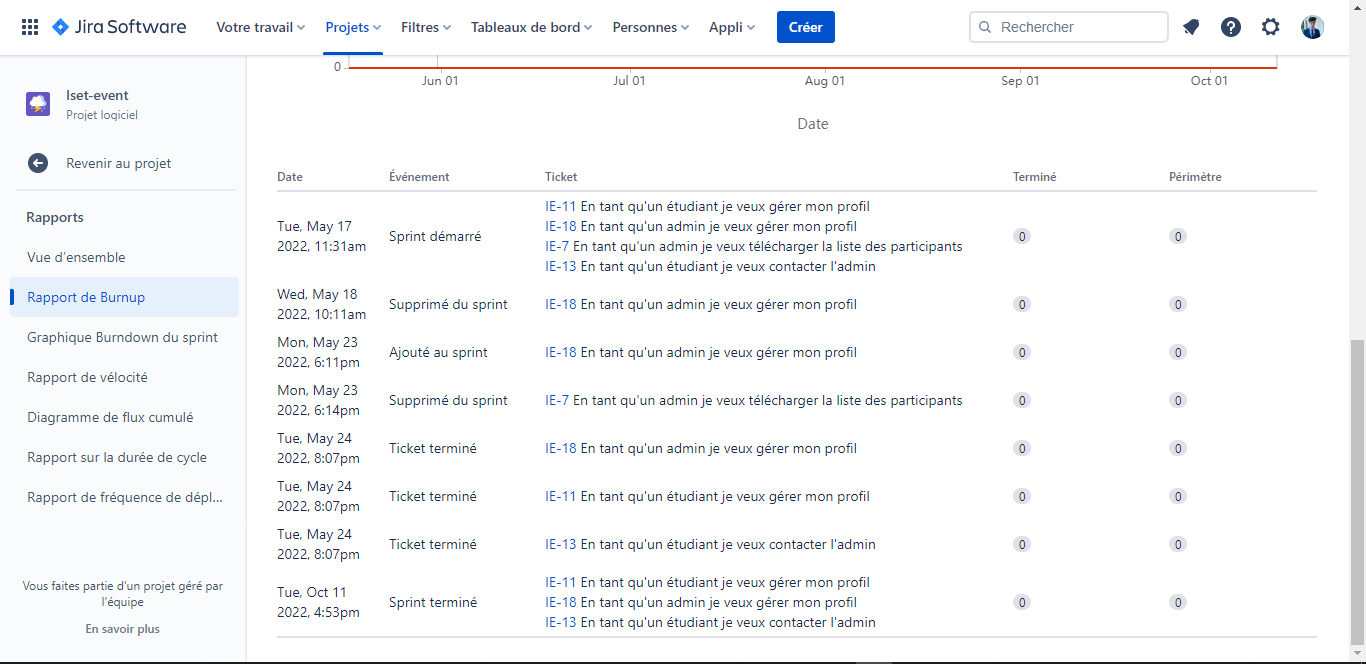 Jira Software
Votre travail
Projets
Filtres
Tableaux de bord
Personnes
Appli
Créer
Rechercher
Iset-event
Projet logiciel
Revenir au projet
Rapports
Vue d'ensemble
Rapport de Burnup
Graphique Burndown du sprint
Rapport de vélocité
Diagramme de flux cumulé
Rapport sur la durée de cycle
Rapport de fréquence de dépl...
Vous faites partie d'un projet géré par
l'équipe
En savoir plus
0
Jun 01 Jul 01 Aug 01 Sep 01 Oct 01
Date
Date Événement Ticket Terminé Périmètre
IE-11 En tant qu'un étudiant je veux gérer mon profil
Tue, May 17
IE-18 En tant qu'un admin je veux gérer mon profil
Sprint démarré 0 0
2022, 11:31am
IE-7 En tant qu'un admin je veux télécharger la liste des participants
IE-13 En tant qu'un étudiant je veux contacter l'admin
Wed, May 18
Supprimé du sprint IE-18 En tant qu'un admin je veux gérer mon profil 0 0
2022, 10:11am
Mon, May 23
Ajouté au sprint IE-18 En tant qu'un admin je veux gérer mon profil 0 0
2022, 6:11pm
Mon, May 23
Supprimé du sprint IE-7 En tant qu'un admin je veux télécharger la liste des participants 0 0
2022, 6:14pm
Tue, May 24
Ticket terminé IE-18 En tant qu'un admin je veux gérer mon profil 0 0
2022, 8:07pm
Tue, May 24
Ticket terminé IE-11 En tant qu'un étudiant je veux gérer mon profil 0 0
2022, 8:07pm
Tue, May 24
Ticket terminé IE-13 En tant qu'un étudiant je veux contacter l'admin 0 0
2022, 8:07pm
IE-11 En tant qu'un étudiant je veux gérer mon profil
Tue, Oct 11
Sprint terminé IE-18 En tant qu'un admin je veux gérer mon profil 0 0
2022, 4:53pm
IE-13 En tant qu'un étudiant je veux contacter l'admin